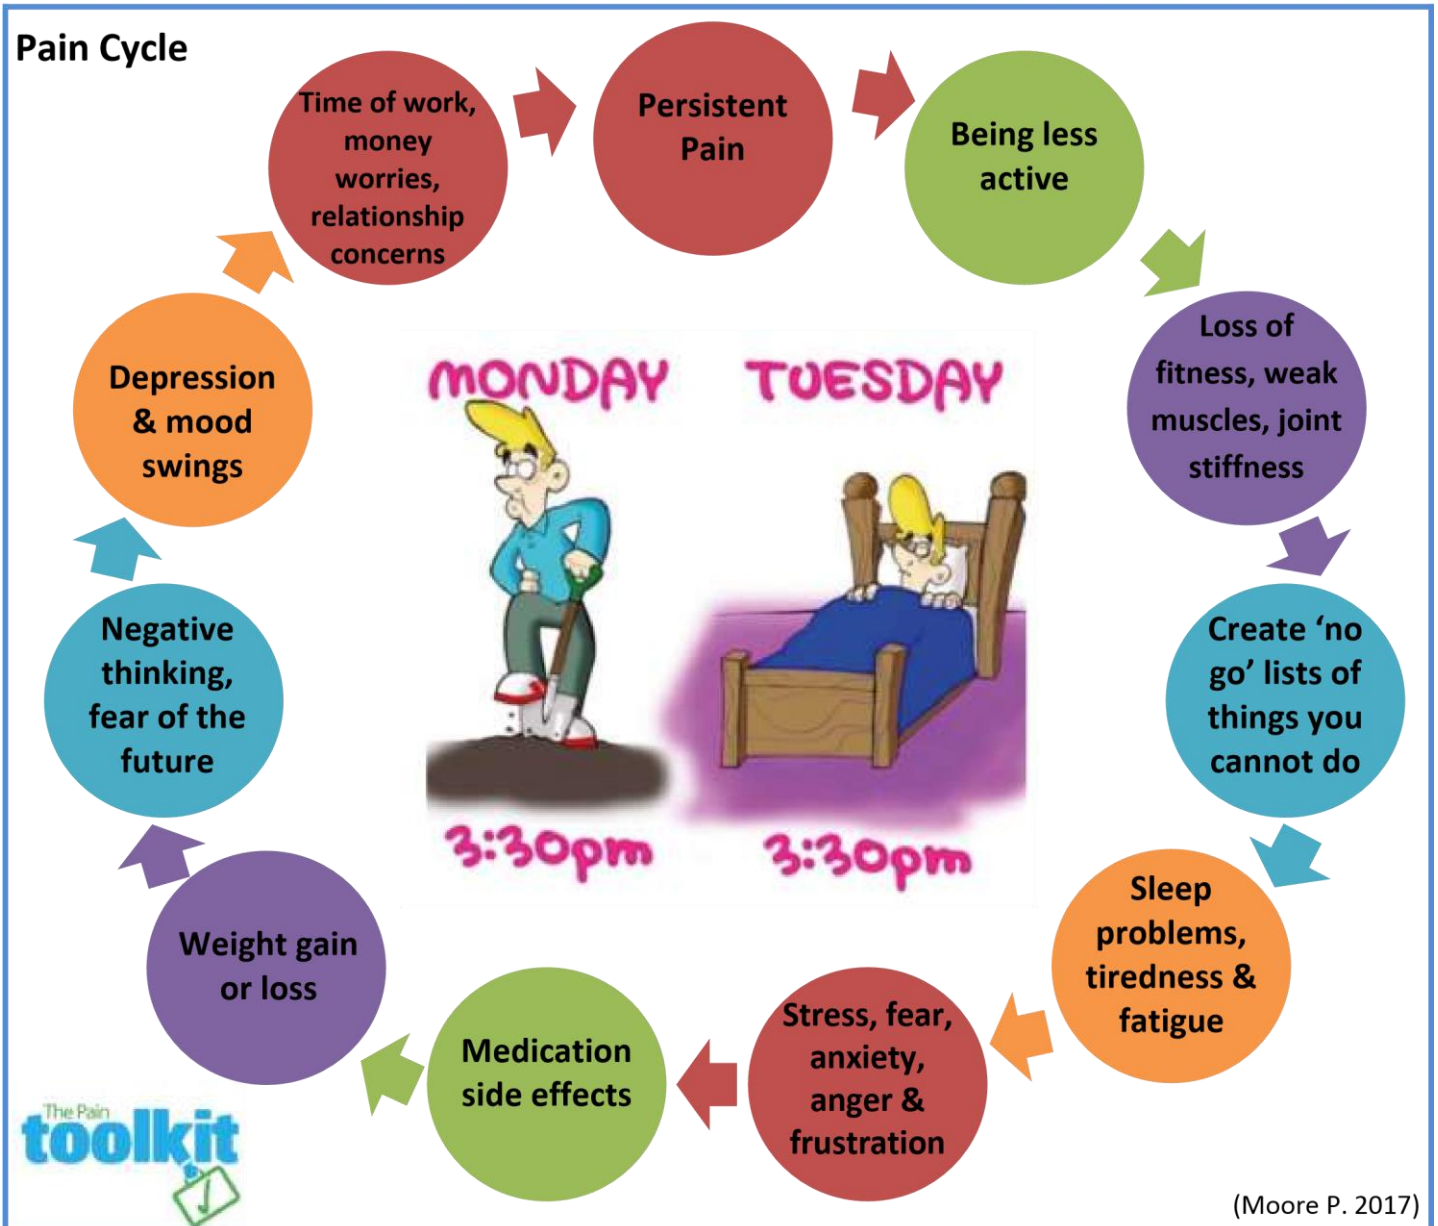 Pain Cycle
Persistent
Pain
Being less
active
Loss of
fitness, weak
muscles, joint
stiffness
Create ‘no
go’ lists of
things you
cannot do
Sleep
problems,
tiredness &
fatigue
Stress, fear,
anxiety,
anger &
frustration
Medication
side effects
Weight gain
or loss
Negative
thinking,
fear of the
future
Depression
& mood
swings
Time of work,
money
worries,
relationship
concerns
MONDAY
3:30pm
TUESDAY
3:30pm
The Pain
toolkit
(Moore P. 2017)